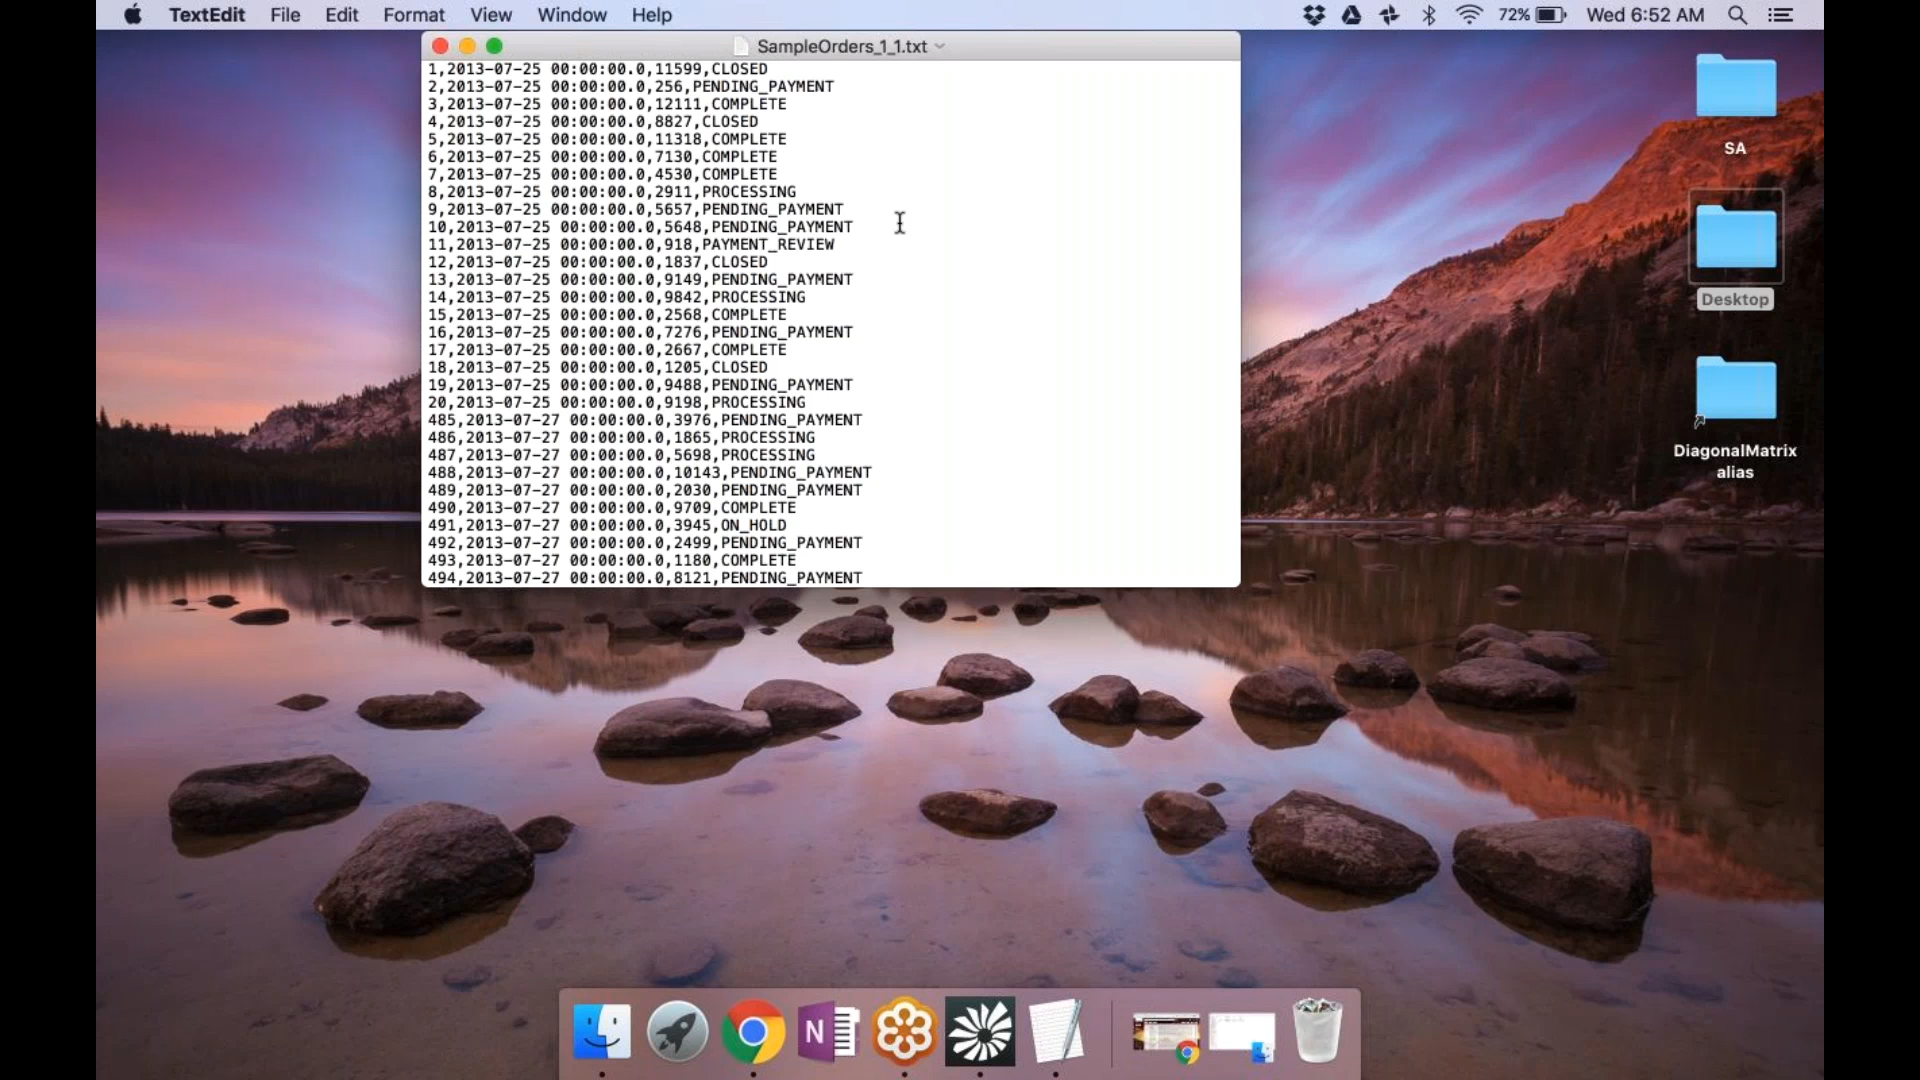 TextEdit File Edit Format View Window Help 72% Wed 6:52 AM
SampleOrders_1_1.txt
1,2013-07-25 00:00:00.0,11599,CLOSED
2,2013-07-25 00:00:00.0,256,PENDING_PAYMENT
3,2013-07-25 00:00:00.0,12111,COMPLETE
4,2013-07-25 00:00:00.0,8827,CLOSED
5,2013-07-25 00:00:00.0,11318,COMPLETE
6,2013-07-25 00:00:00.0,7130,COMPLETE
7,2013-07-25 00:00:00.0,4530,COMPLETE
8,2013-07-25 00:00:00.0,2911,PROCESSING
9,2013-07-25 00:00:00.0,5657,PENDING_PAYMENT
10,2013-07-25 00:00:00.0,5648,PENDING_PAYMENT
11,2013-07-25 00:00:00.0,918,PAYMENT_REVIEW
12,2013-07-25 00:00:00.0,1837,CLOSED
13,2013-07-25 00:00:00.0,9149,PENDING_PAYMENT
14,2013-07-25 00:00:00.0,9842,PROCESSING
15,2013-07-25 00:00:00.0,2568,COMPLETE
16,2013-07-25 00:00:00.0,7276,PENDING_PAYMENT
17,2013-07-25 00:00:00.0,2667,COMPLETE
18,2013-07-25 00:00:00.0,1205,CLOSED
19,2013-07-25 00:00:00.0,9488,PENDING_PAYMENT
20,2013-07-25 00:00:00.0,9198,PROCESSING
485,2013-07-27 00:00:00.0,3976,PENDING_PAYMENT
486,2013-07-27 00:00:00.0,1865,PROCESSING
487,2013-07-27 00:00:00.0,5698,PROCESSING
488,2013-07-27 00:00:00.0,10143,PENDING_PAYMENT
489,2013-07-27 00:00:00.0,2030,PENDING_PAYMENT
490,2013-07-27 00:00:00.0,9709,COMPLETE
491,2013-07-27 00:00:00.0,3945,ON_HOLD
492,2013-07-27 00:00:00.0,2499,PENDING_PAYMENT
493,2013-07-27 00:00:00.0,1180,COMPLETE
494,2013-07-27 00:00:00.0,8121,PENDING_PAYMENT
SA
Desktop
DiagonalMatrix
alias
N